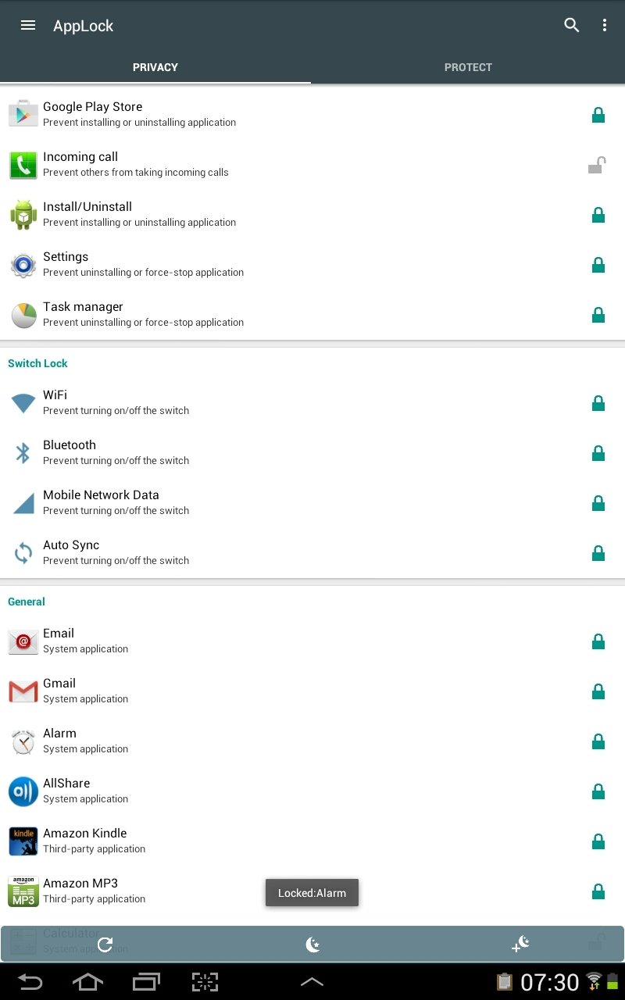 AppLock
PRIVACY
PROTECT
Google Play Store
Prevent installing or uninstalling application
Incoming call
Prevent others from taking incoming calls
Install/Uninstall
Prevent installing or uninstalling application
Settings
Prevent uninstalling or force-stop application
Task manager
Prevent uninstalling or force-stop application
Switch Lock
WiFi
Prevent turning on/off the switch
Bluetooth
Prevent turning on/off the switch
Mobile Network Data
Prevent turning on/off the switch
Auto Sync
Prevent turning on/off the switch
General
Email
System application
Gmail
System application
Alarm
System application
AllShare
System application
kindle
Amazon Kindle
Third-party application
amazon
MP3
Amazon MP3
Third-party application
Locked:Alarm
Calculator
System application
07:30